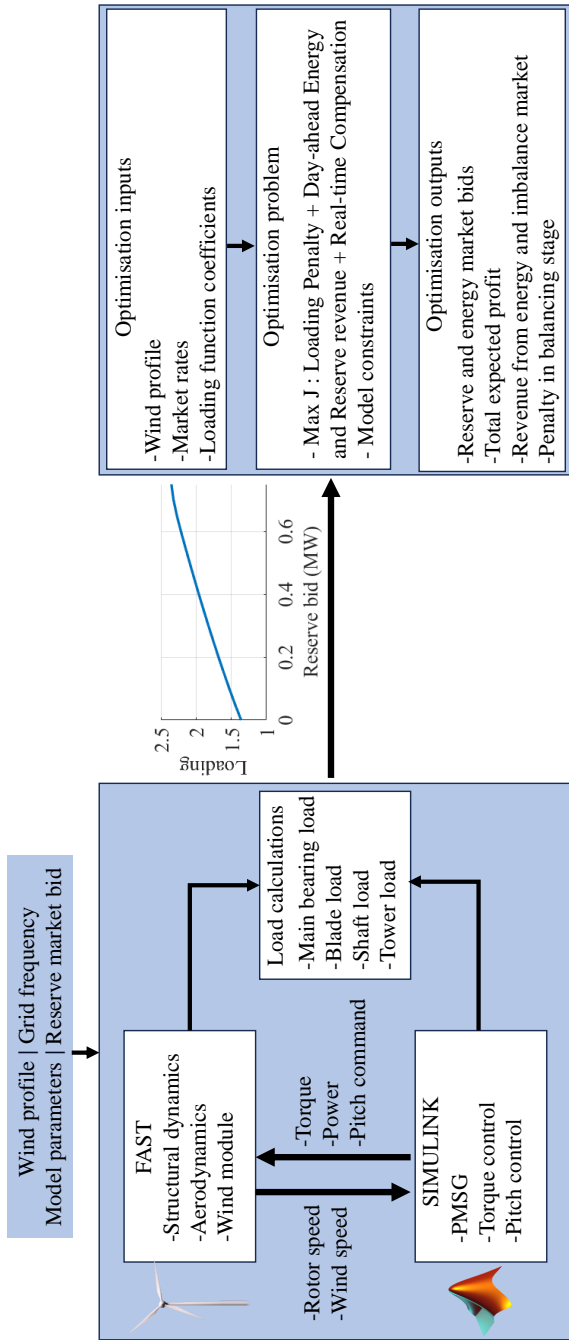 Wind profile | Grid frequency
Model parameters | Reserve market bid
FAST
-Structural dynamics
-Aerodynamics
-Wind module
-Rotor speed
-Wind speed
-Torque
-Power
-Pitch command
SIMULINK
-PMSG
-Torque control
-Pitch control
Load calculations
-Main bearing load
-Blade load
-Shaft load
-Tower load
Loading
2.5
2
1.5
1
0
0.2
0.4
0.6
Reserve bid (MW)
Optimisation inputs
-Wind profile
-Market rates
-Loading function coefficients
Optimisation problem
- Max J : Loading Penalty + Day-ahead Energy
and Reserve revenue + Real-time Compensation
- Model constraints
Optimisation outputs
-Reserve and energy market bids
-Total expected profit
-Revenue from energy and imbalance market
-Penalty in balancing stage